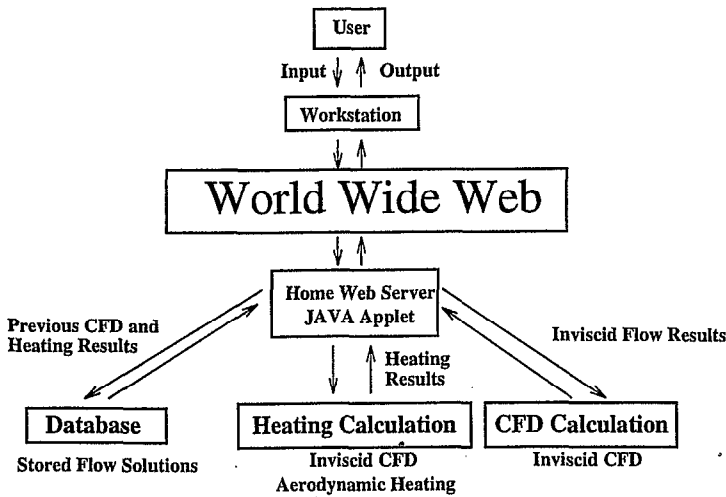 User
Input
Output
Workstation
World Wide Web
Home Web Server
JAVA Applet
Previous CFD and
Heating Results
Inviscid Flow Results
Heating
Results
Database
Heating Calculation
CFD Calculation
Stored Flow Solutions
Inviscid CFD
Aerodynamic Heating
Inviscid CFD